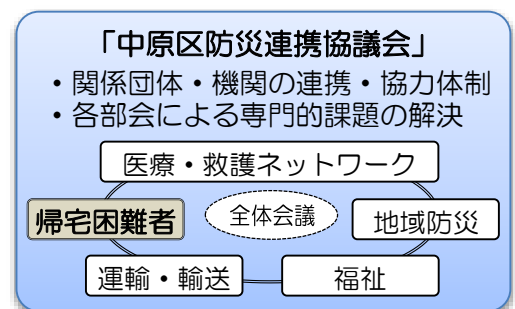 「中原区防災連携協議会」
・関係団体・機関の連携・協力体制
・各部会による専門的課題の解決
医療・救護ネットワーク
帰宅困難者
全体会議
地域防災
運輸・輸送
福祉